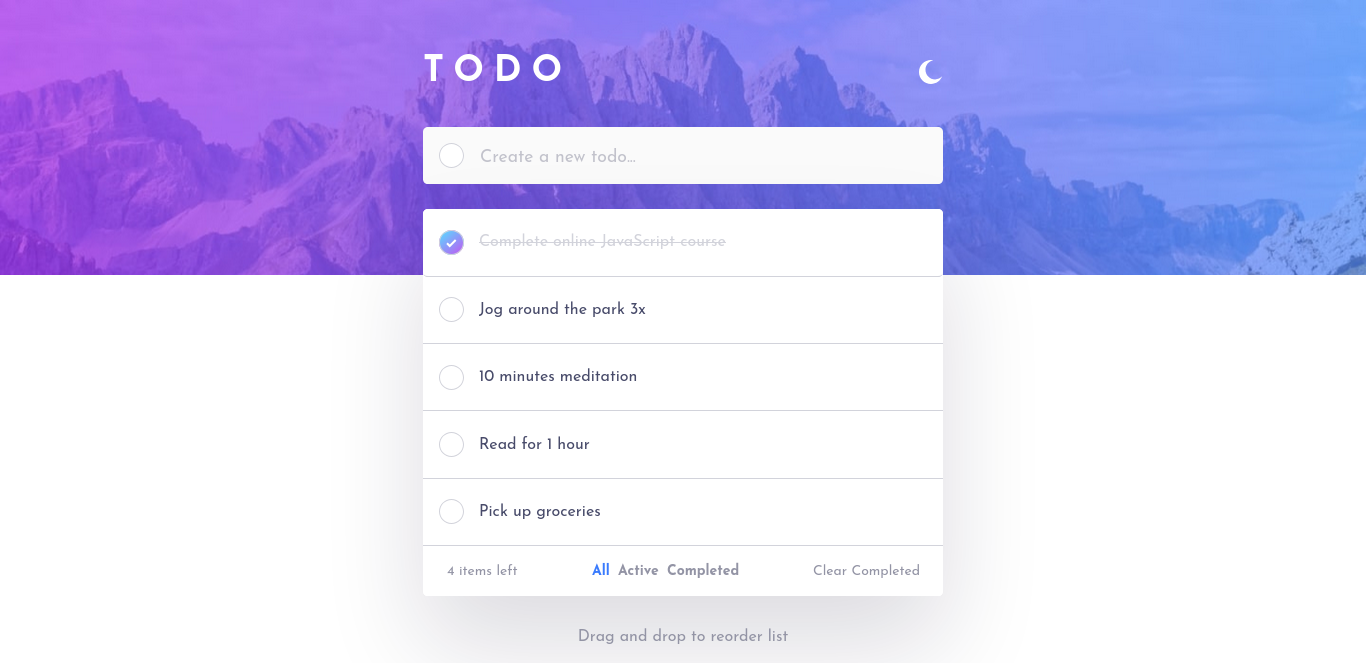 TODO
Create a new todo...
Complete online JavaScript course
Jog around the park 3x
10 minutes meditation
Read for 1 hour
Pick up groceries
4 items left All Active Completed Clear Completed
Drag and drop to reorder list